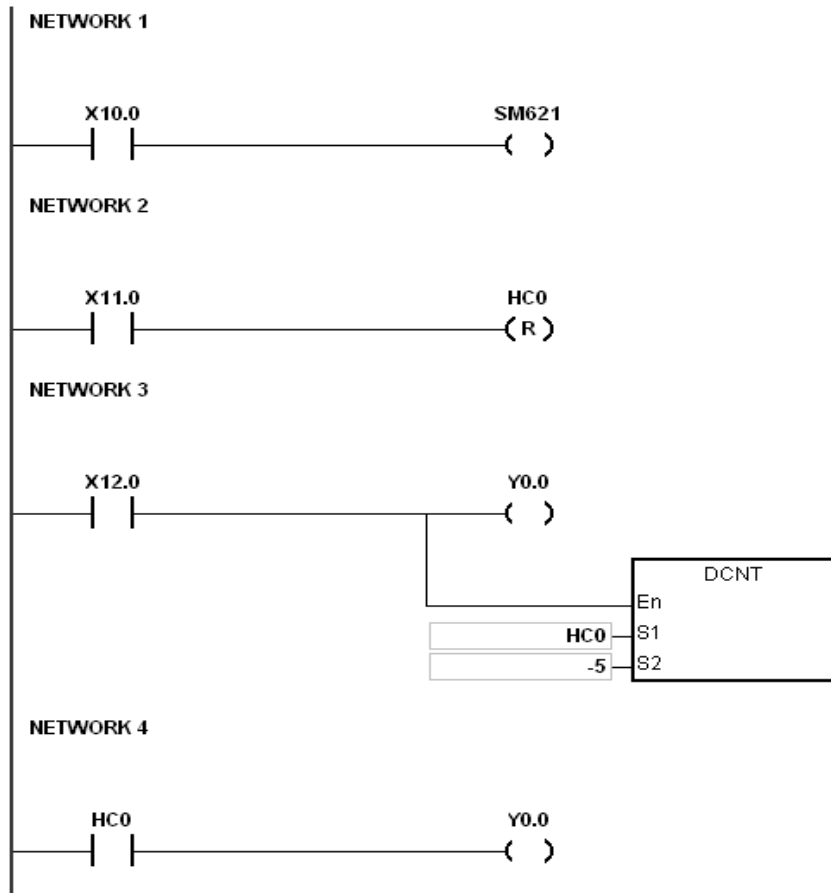 NETWORK 1
X10.0 SM621
( )
NETWORK 2
X11.0 HC0
( R )
NETWORK 3
X12.0 Y0.0
( )
DCNT
En
HC0 S1
-5 S2
NETWORK 4
HC0 Y0.0
( )